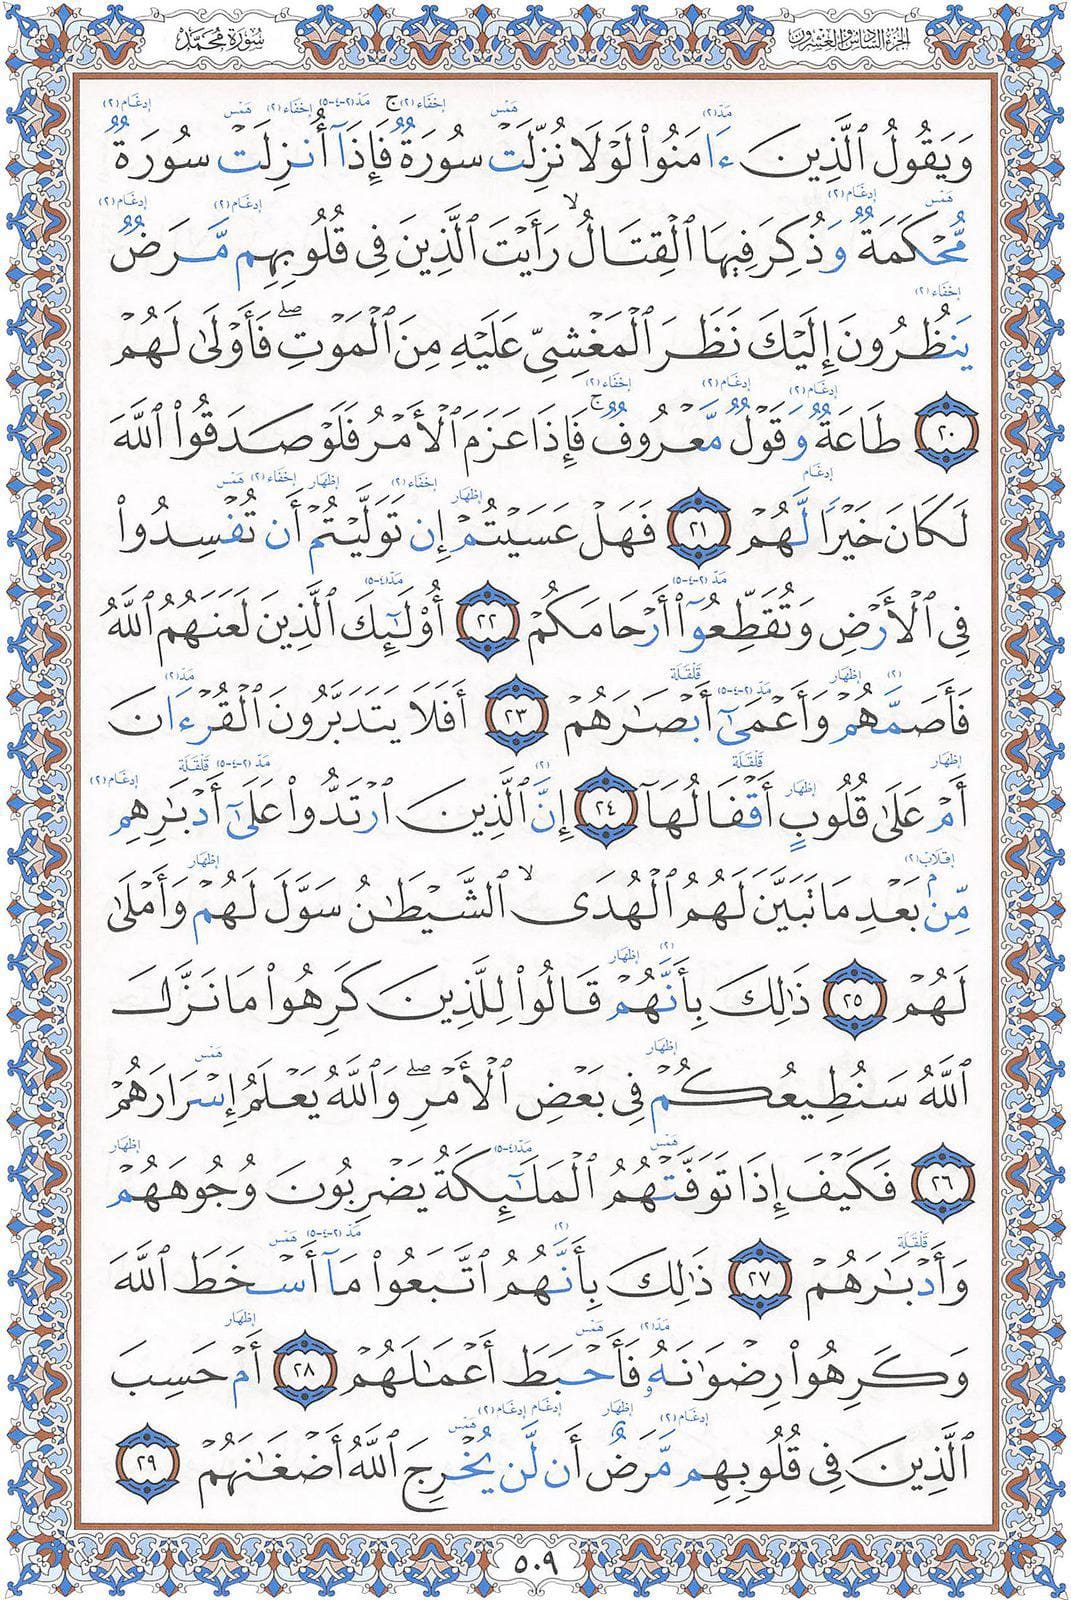 الجزء السادس والعشرون
سورة محمد
وَيَقُولُ ٱلَّذِينَ ءَامَنُوا۟ لَوْلَا نُزِّلَتْ سُورَةٌ ۖ فَإِذَآ أُنزِلَتْ سُورَةٌ
مُّحْكَمَةٌ وَذُكِرَ فِيهَا ٱلْقِتَالُ ۙ رَأَيْتَ ٱلَّذِينَ فِى قُلُوبِهِم مَّرَضٌ
يَنظُرُونَ إِلَيْكَ نَظَرَ ٱلْمَغْشِىِّ عَلَيْهِ مِنَ ٱلْمَوْتِ ۖ فَأَوْلَىٰ لَهُمْ
٢٠ طَاعَةٌ وَقَوْلٌ مَّعْرُوفٌ ۚ فَإِذَا عَزَمَ ٱلْأَمْرُ فَلَوْ صَدَقُوا۟ ٱللَّهَ
لَكَانَ خَيْرًا لَّهُمْ ٢١ فَهَلْ عَسَيْتُمْ إِن تَوَلَّيْتُمْ أَن تُفْسِدُوا۟
فِى ٱلْأَرْضِ وَتُقَطِّعُوٓا۟ أَرْحَامَكُمْ ٢٢ أُو۟لَٰٓئِكَ ٱلَّذِينَ لَعَنَهُمُ ٱللَّهُ
فَأَصَمَّهُمْ وَأَعْمَىٰٓ أَبْصَٰرَهُمْ ٢٣ أَفَلَا يَتَدَبَّرُونَ ٱلْقُرْءَانَ
أَمْ عَلَىٰ قُلُوبٍ أَقْفَالُهَآ ٢٤ إِنَّ ٱلَّذِينَ ٱرْتَدُّوا۟ عَلَىٰٓ أَدْبَٰرِهِم
مِّنۢ بَعْدِ مَا تَبَيَّنَ لَهُمُ ٱلْهُدَى ۙ ٱلشَّيْطَٰنُ سَوَّلَ لَهُمْ وَأَمْلَىٰ
لَهُمْ ٢٥ ذَٰلِكَ بِأَنَّهُمْ قَالُوا۟ لِلَّذِينَ كَرِهُوا۟ مَا نَزَّلَ
ٱللَّهُ سَنُطِيعُكُمْ فِى بَعْضِ ٱلْأَمْرِ ۖ وَٱللَّهُ يَعْلَمُ إِسْرَارَهُمْ
٢٦ فَكَيْفَ إِذَا تَوَفَّتْهُمُ ٱلْمَلَٰٓئِكَةُ يَضْرِبُونَ وُجُوهَهُمْ
وَأَدْبَٰرَهُمْ ٢٧ ذَٰلِكَ بِأَنَّهُمُ ٱتَّبَعُوا۟ مَآ أَسْخَطَ ٱللَّهَ
وَكَرِهُوا۟ رِضْوَٰنَهُۥ فَأَحْبَطَ أَعْمَٰلَهُمْ ٢٨ أَمْ حَسِبَ
ٱلَّذِينَ فِى قُلُوبِهِم مَّرَضٌ أَن لَّن يُخْرِجَ ٱللَّهُ أَضْغَٰنَهُمْ ٢٩
٥٠٩